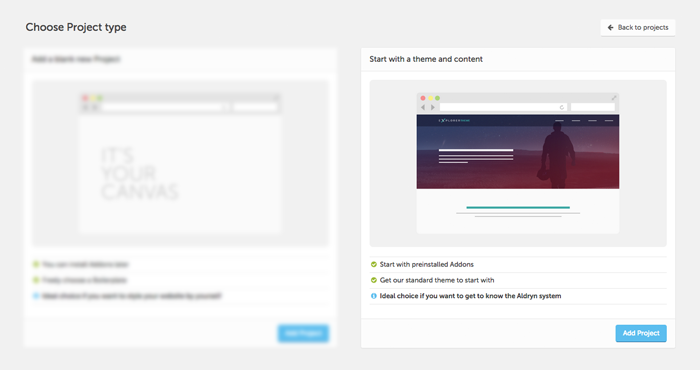 Choose Project type
Back to projects
Add a blank new Project
IT'S
YOUR
CANVAS
You can install Addons later
Freely choose a Boilerplate
Ideal choice if you want to style your website by yourself
Add Project
Start with a theme and content
EXPLORER
Start with preinstalled Addons
Get our standard theme to start with
Ideal choice if you want to get to know the Aldryn system
Add Project